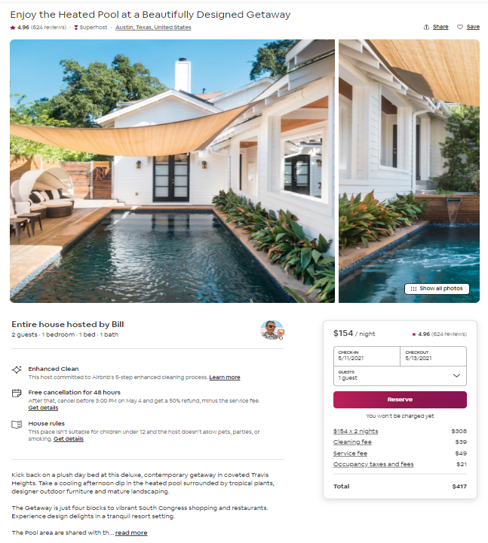 Enjoy the Heated Pool at a Beautifully Designed Getaway
4.96 (624 reviews) · Superhost · Austin, Texas, United States
Share Save
Show all photos
Entire house hosted by Bill
2 guests · 1 bedroom · 1 bed · 1 bath
Enhanced Clean
This host committed to Airbnb's 5-step enhanced cleaning process. Learn more
Free cancellation for 48 hours
After that, cancel before 3:00 PM on May 4 and get a 50% refund, minus the service fee.
Get details
House rules
This place isn't suitable for children under 12 and the host doesn't allow pets, parties, or
smoking. Get details
Kick back on a plush day bed at this deluxe, contemporary getaway in coveted Travis
Heights. Take a cooling afternoon dip in the heated pool surrounded by tropical plants,
designer outdoor furniture and mature landscaping.
The Getaway is just four blocks to vibrant South Congress shopping and restaurants.
Experience design delights in a tranquil resort setting.
The Pool area are shared with th... read more
$154 / night
4.96 (624 reviews)
CHECK-IN
5/11/2021
CHECKOUT
5/13/2021
GUESTS
1 guest
Reserve
You won't be charged yet
$154 x 2 nights $308
Cleaning fee $39
Service fee $49
Occupancy taxes and fees $21
Total $417